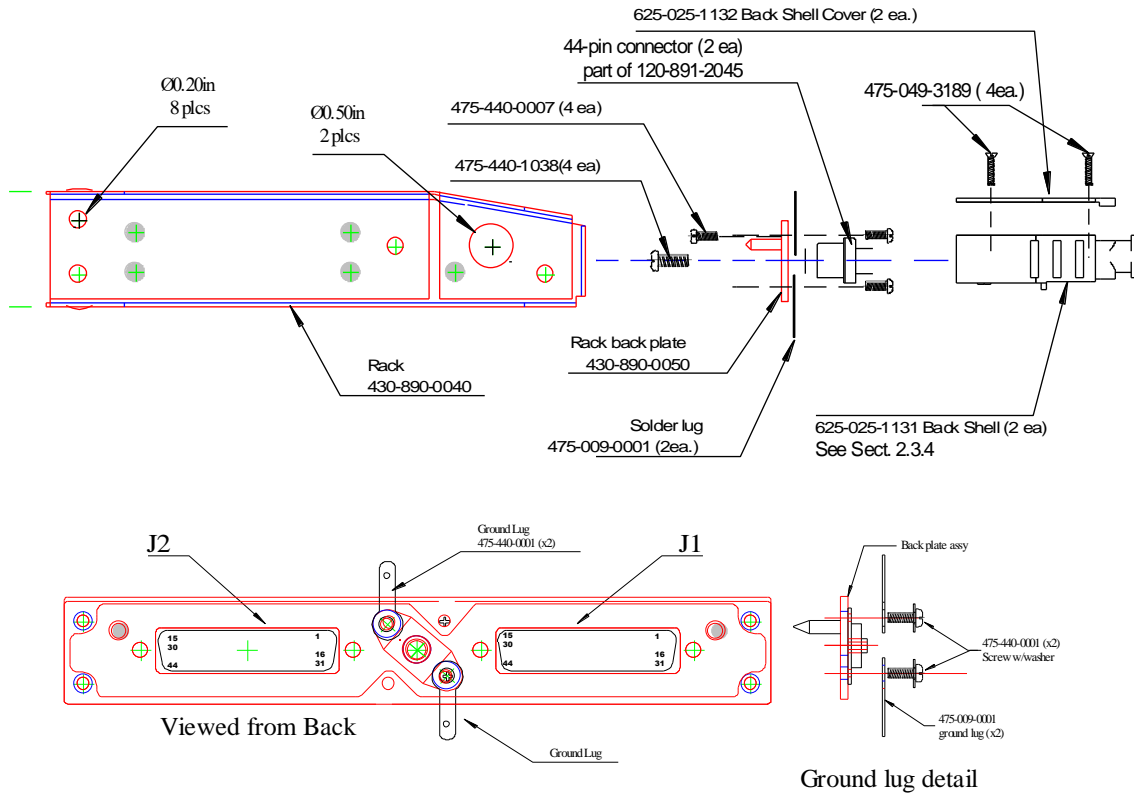 625-025-1132 Back Shell Cover (2 ea.)
44-pin connector (2 ea)
part of 120-891-2045
475-049-3189 ( 4ea.)
Ø0.20in
8 plcs
Ø0.50in
2 plcs
475-440-0007 (4 ea)
475-440-1038(4 ea)
Rack
430-890-0040
Rack back plate
430-890-0050
Solder lug
475-009-0001 (2ea.)
625-025-1131 Back Shell (2 ea)
See Sect. 2.3.4
J2
Ground Lug
475-440-0001 (x2)
J1
Back plate assy
15
30
44
1
16
31
15
30
44
1
16
31
475-440-0001 (x2)
Screw w/washer
475-009-0001
ground lug (x2)
Viewed from Back
Ground Lug
Ground lug detail